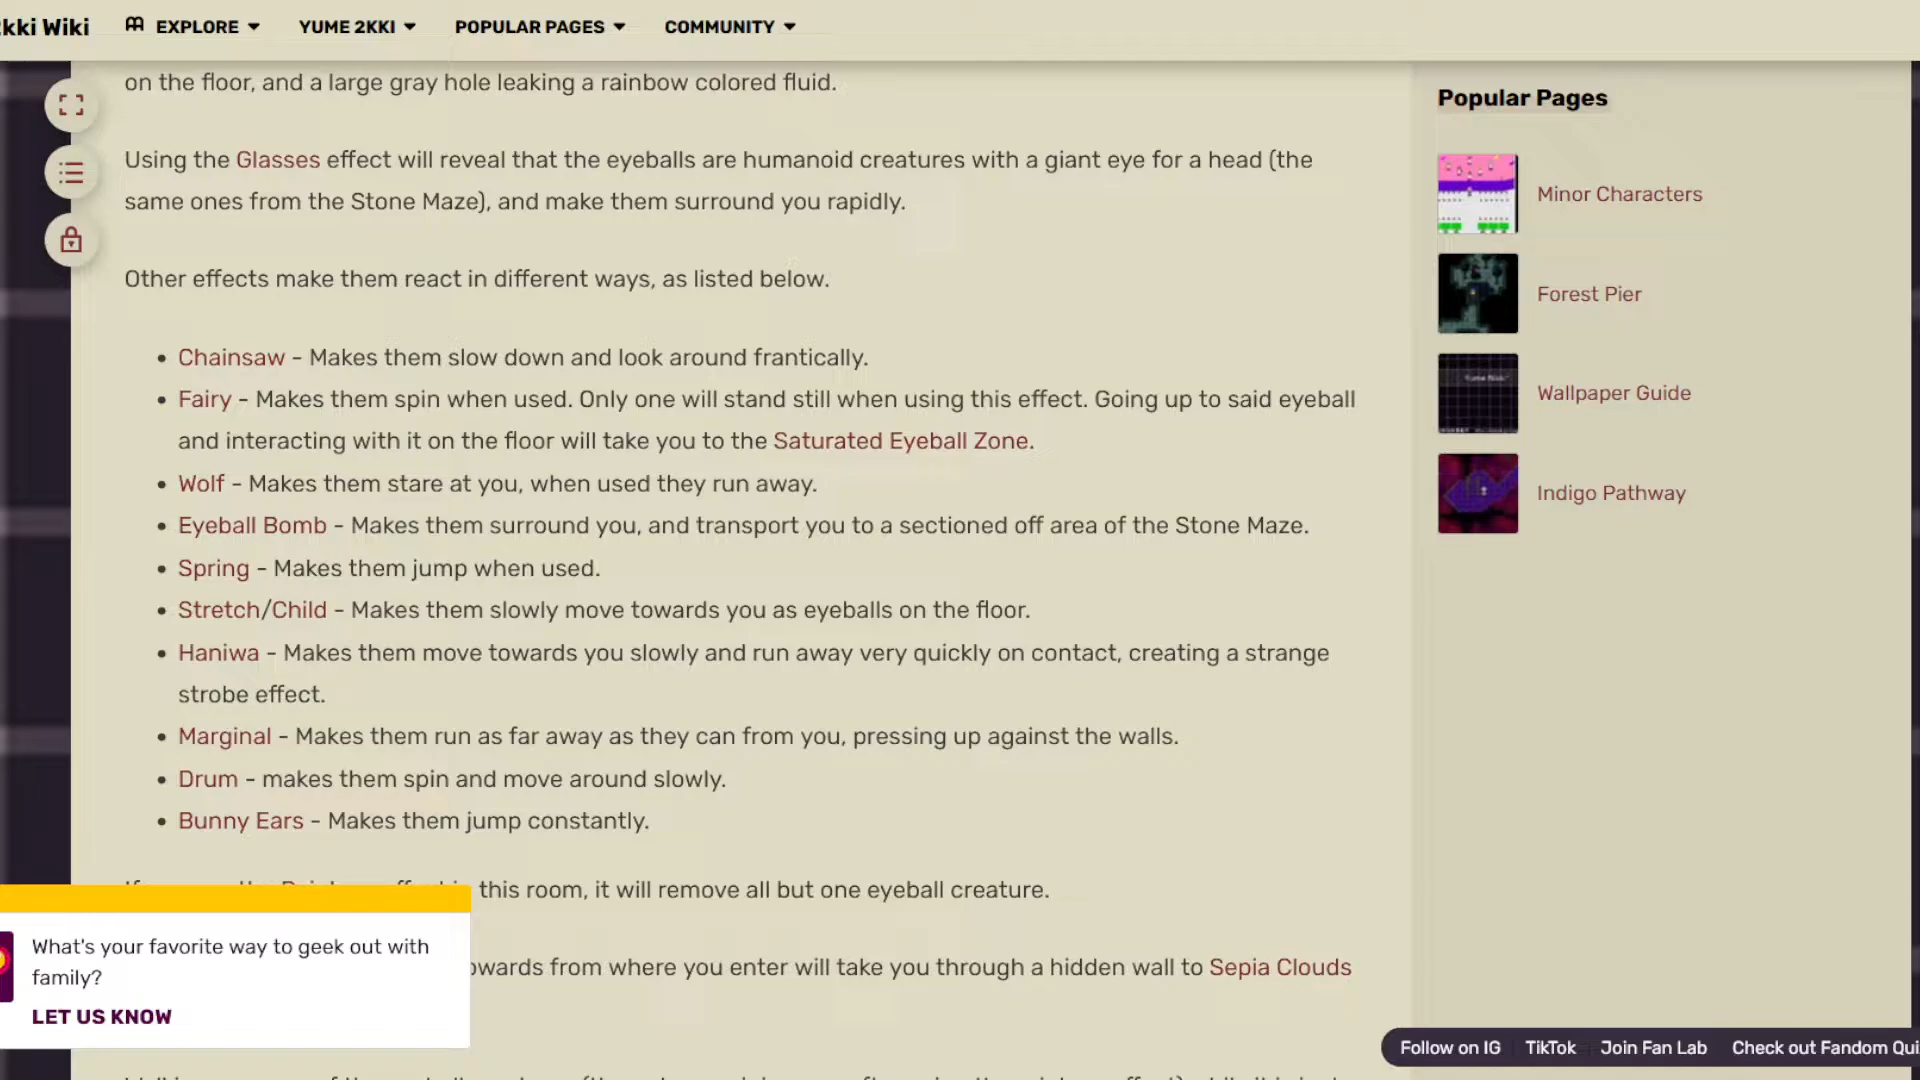 2kki Wiki
EXPLORE
YUME 2KKI
POPULAR PAGES
COMMUNITY
on the floor, and a large gray hole leaking a rainbow colored fluid.
Using the Glasses effect will reveal that the eyeballs are humanoid creatures with a giant eye for a head (the
same ones from the Stone Maze), and make them surround you rapidly.
Other effects make them react in different ways, as listed below.
• Chainsaw - Makes them slow down and look around frantically.
• Fairy - Makes them spin when used. Only one will stand still when using this effect. Going up to said eyeball
and interacting with it on the floor will take you to the Saturated Eyeball Zone.
• Wolf - Makes them stare at you, when used they run away.
• Eyeball Bomb - Makes them surround you, and transport you to a sectioned off area of the Stone Maze.
• Spring - Makes them jump when used.
• Stretch/Child - Makes them slowly move towards you as eyeballs on the floor.
• Haniwa - Makes them move towards you slowly and run away very quickly on contact, creating a strange
strobe effect.
• Marginal - Makes them run as far away as they can from you, pressing up against the walls.
• Drum - makes them spin and move around slowly.
• Bunny Ears - Makes them jump constantly.
this room, it will remove all but one eyeball creature.
owards from where you enter will take you through a hidden wall to Sepia Clouds
What's your favorite way to geek out with
family?
LET US KNOW
Popular Pages
Minor Characters
Forest Pier
Wallpaper Guide
Indigo Pathway
Follow on IG
TikTok
Join Fan Lab
Check out Fandom Qui